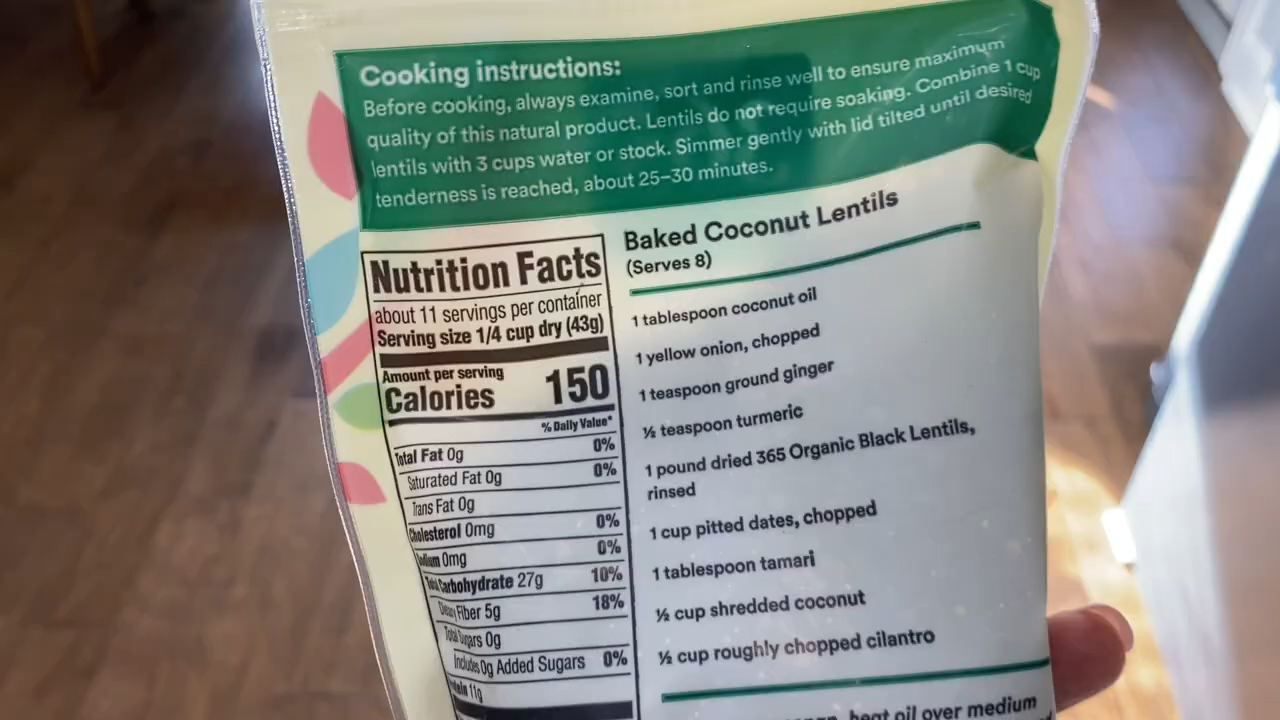 Cooking instructions:
Before cooking, always examine, sort and rinse well to ensure maximum
quality of this natural product. Lentils do not require soaking. Combine 1 cup
lentils with 3 cups water or stock. Simmer gently with lid tilted until desired
tenderness is reached, about 25–30 minutes.
Nutrition Facts
about 11 servings per container
Serving size 1/4 cup dry (43g)
Amount per serving
Calories 150
% Daily Value*
Total Fat 0g 0%
Saturated Fat 0g 0%
Trans Fat 0g
Cholesterol 0mg 0%
Sodium 0mg 0%
Total Carbohydrate 27g 10%
Dietary Fiber 5g 18%
Total Sugars 0g
Includes 0g Added Sugars 0%
Protein 11g
Baked Coconut Lentils
(Serves 8)
1 tablespoon coconut oil
1 yellow onion, chopped
1 teaspoon ground ginger
½ teaspoon turmeric
1 pound dried 365 Organic Black Lentils,
rinsed
1 cup pitted dates, chopped
1 tablespoon tamari
½ cup shredded coconut
½ cup roughly chopped cilantro
heat oil over medium